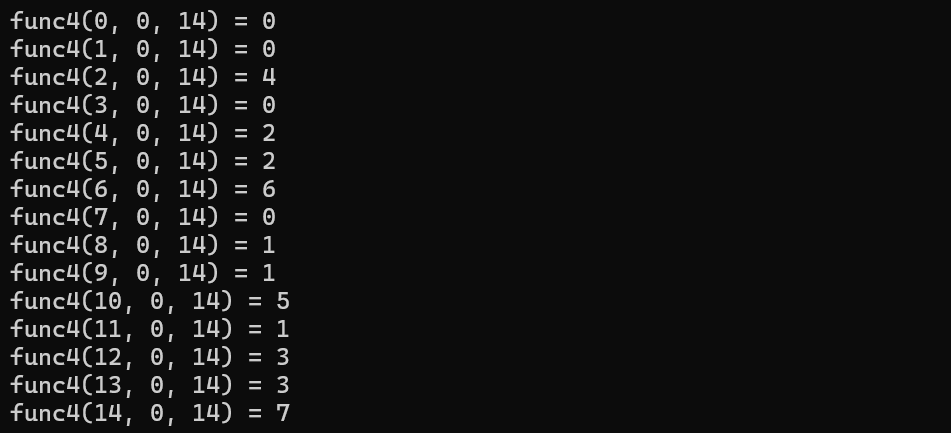 func4(0, 0, 14) = 0
func4(1, 0, 14) = 0
func4(2, 0, 14) = 4
func4(3, 0, 14) = 0
func4(4, 0, 14) = 2
func4(5, 0, 14) = 2
func4(6, 0, 14) = 6
func4(7, 0, 14) = 0
func4(8, 0, 14) = 1
func4(9, 0, 14) = 1
func4(10, 0, 14) = 5
func4(11, 0, 14) = 1
func4(12, 0, 14) = 3
func4(13, 0, 14) = 3
func4(14, 0, 14) = 7